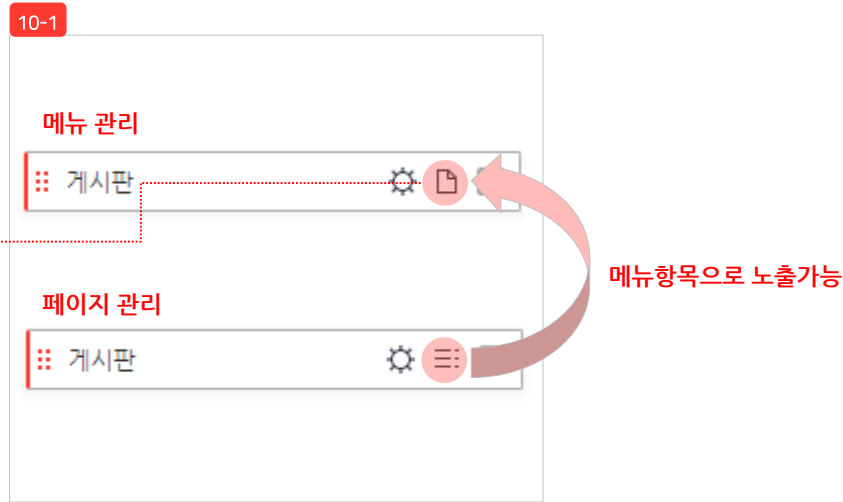 10-1
메뉴 관리
게시판
메뉴항목으로 노출가능
페이지 관리
게시판